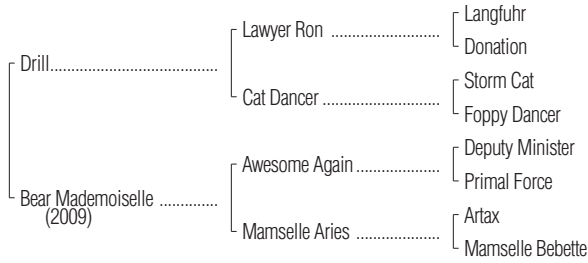 Langfuhr
Lawyer Ron ....................................
Donation
Drill.......................................................
Storm Cat
Cat Dancer ......................................
Foppy Dancer
Deputy Minister
Awesome Again ............................
Primal Force
Bear Mademoiselle ...................
(2009)
Artax
Mamselle Aries ..............................
Mamselle Bebette